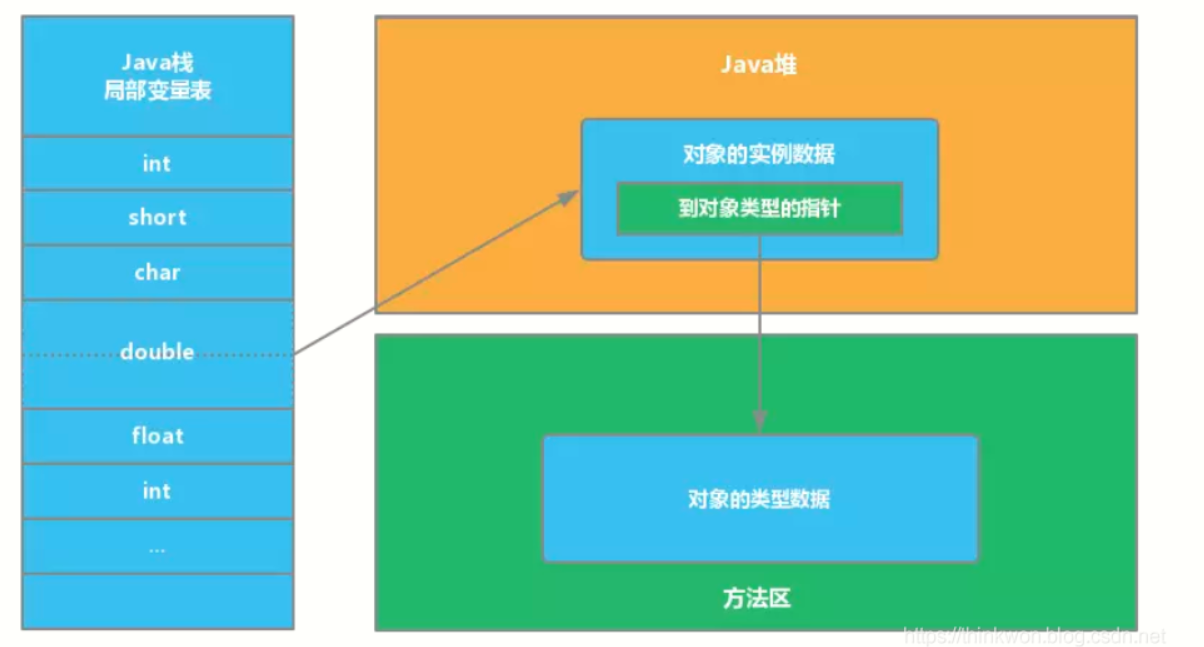 Java栈
局部变量表
int
short
char
double
float
int
...
Java堆
对象的实例数据
到对象类型的指针
对象的类型数据
方法区
https://thinkwon.blog.csdn.net